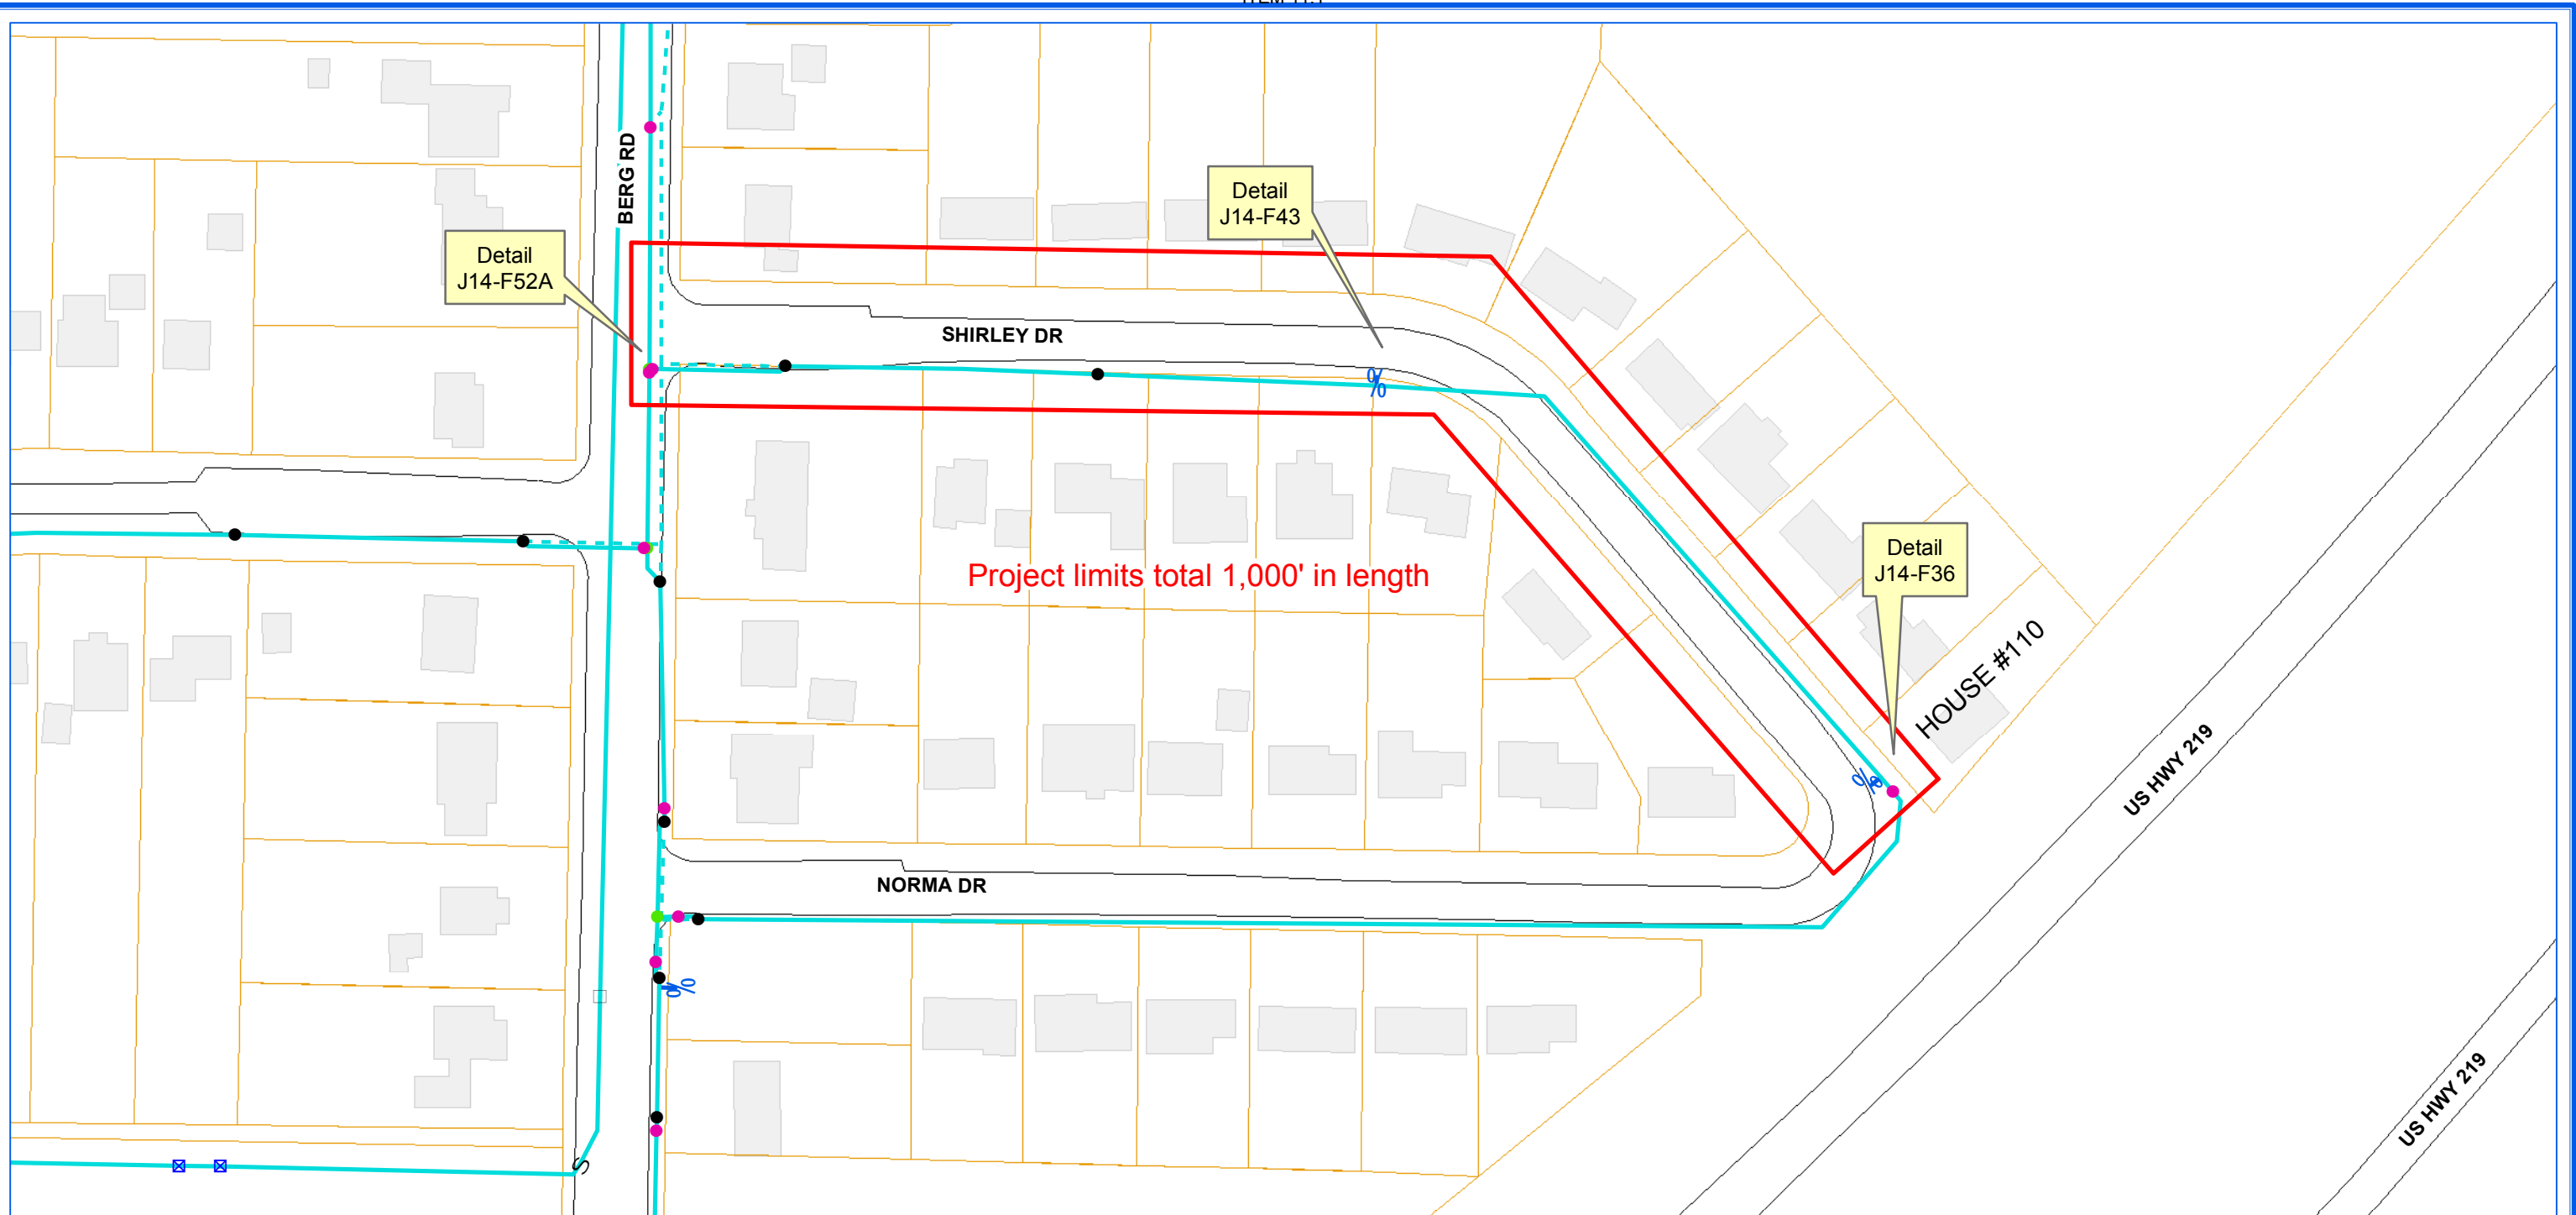 BERG RD
Detail
J14-F43
Detail
J14-F52A
SHIRLEY DR
%
Detail
J14-F36
Project limits total 1,000' in length
HOUSE #110
US HWY 219
%
NORMA DR
%
US HWY 219
S